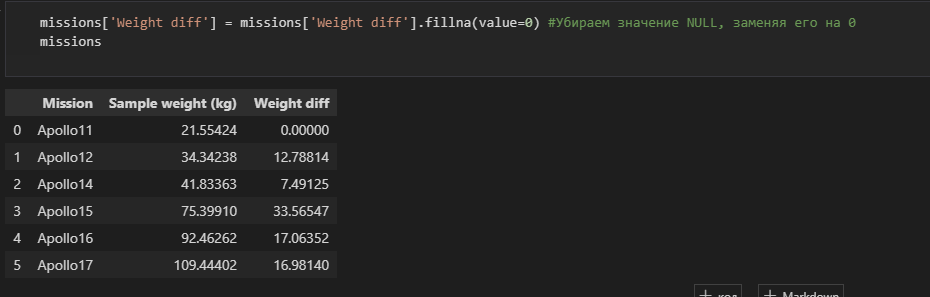 missions['Weight diff'] = missions['Weight diff'].fillna(value=0) #Убираем значение NULL, заменяя его на 0
missions
Mission Sample weight (kg) Weight diff
0 Apollo11 21.55424 0.00000
1 Apollo12 34.34238 12.78814
2 Apollo14 41.83363 7.49125
3 Apollo15 75.39910 33.56547
4 Apollo16 92.46262 17.06352
5 Apollo17 109.44402 16.98140
+ код + Markdown